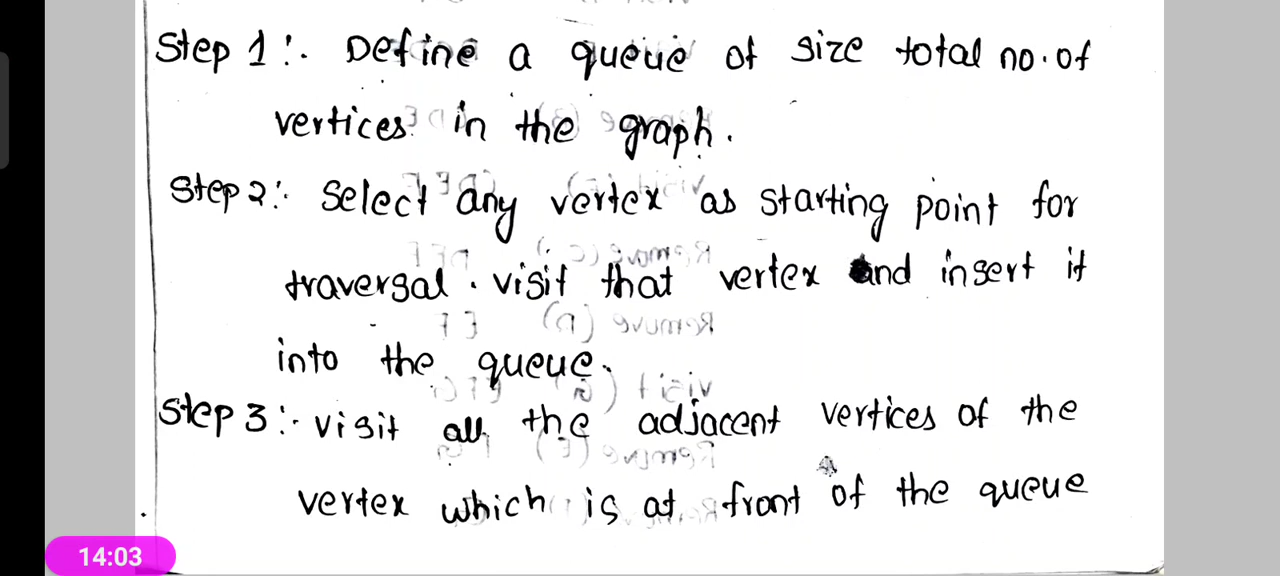 Step 1:. Define a queue of size total no. of
vertices in the graph.
Step 2:. Select any vertex as starting point for
traversal. visit that vertex and insert it
into the queue.
Step 3:. visit all the adjacent vertices of the
vertex which is at front of the queue
14:03